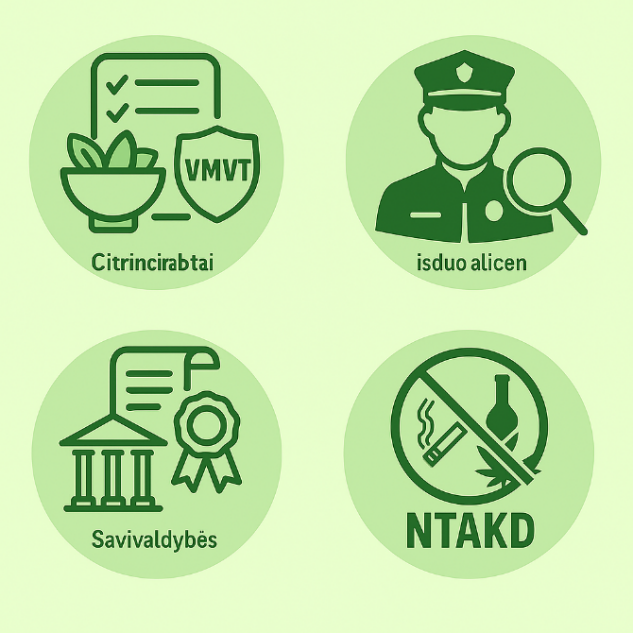 VMVT
Citrincirabtai
isduo alicen
Savivaldybės
NTAKD